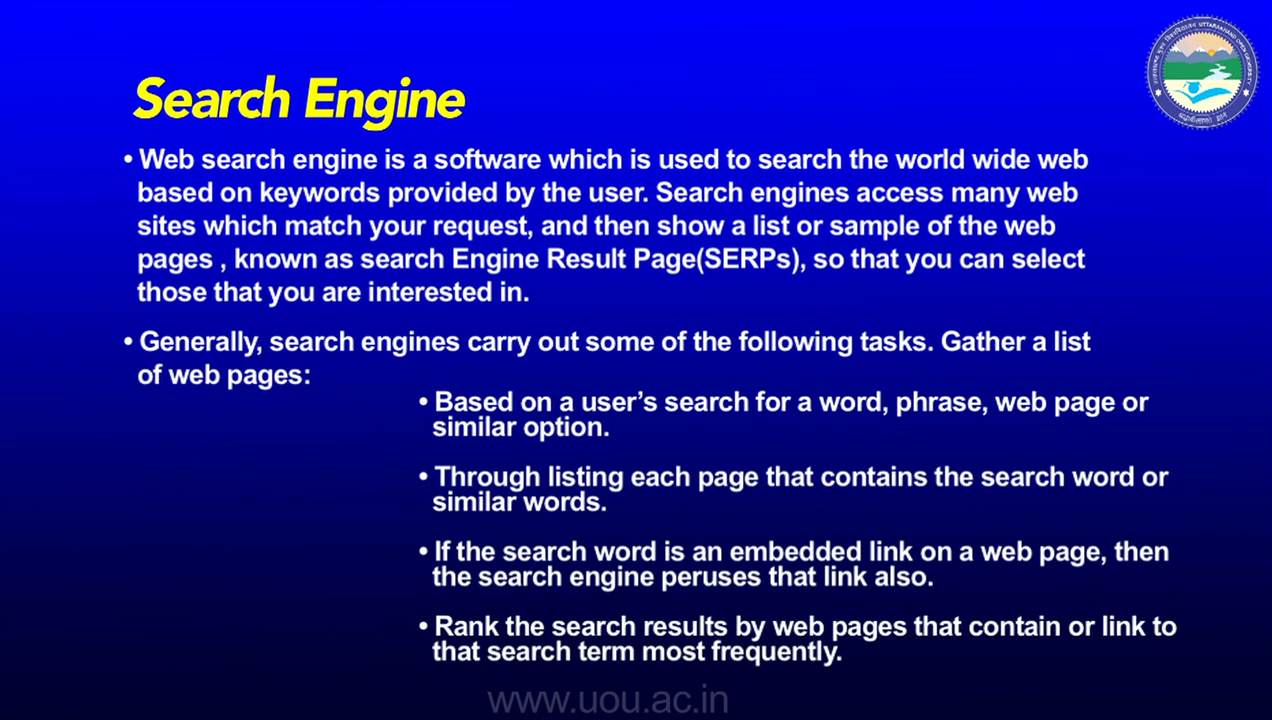 Search Engine
• Web search engine is a software which is used to search the world wide web
based on keywords provided by the user. Search engines access many web
sites which match your request, and then show a list or sample of the web
pages , known as search Engine Result Page(SERPs), so that you can select
those that you are interested in.
• Generally, search engines carry out some of the following tasks. Gather a list
of web pages:
• Based on a user’s search for a word, phrase, web page or
similar option.
• Through listing each page that contains the search word or
similar words.
• If the search word is an embedded link on a web page, then
the search engine peruses that link also.
• Rank the search results by web pages that contain or link to
that search term most frequently.
www.uou.ac.in
UTTARAKHAND OPEN UNIVERSITY